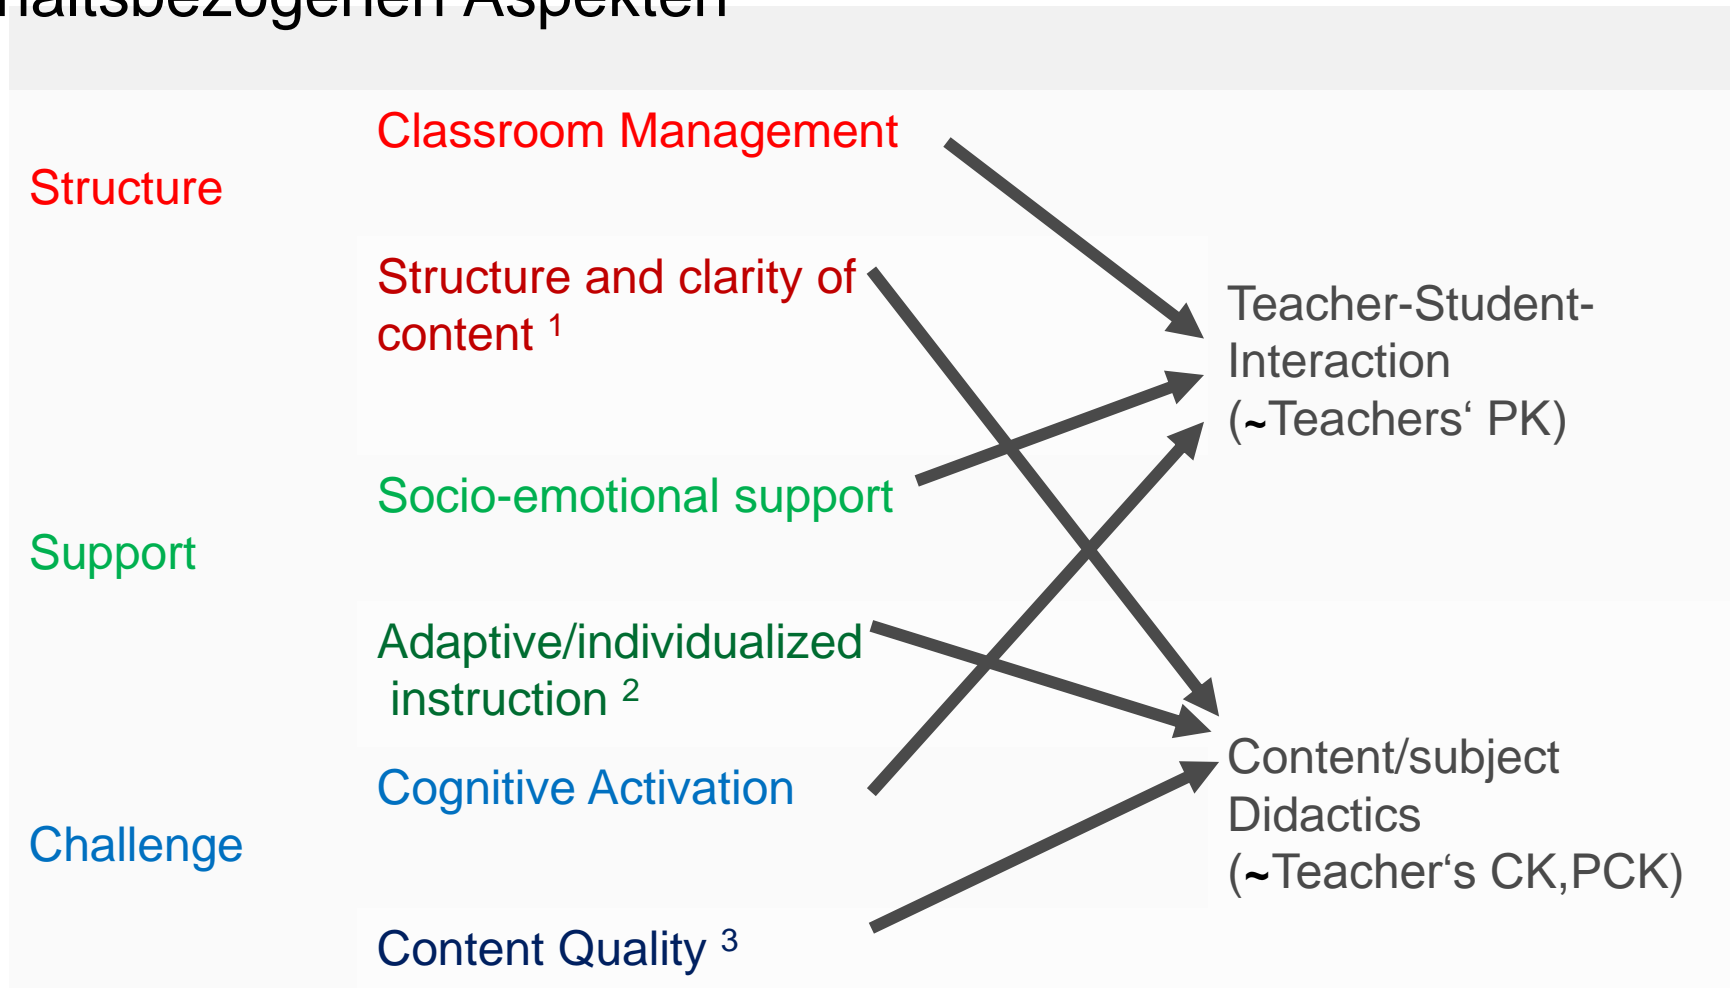 Aspekten
Classroom Management
Structure
Structure and clarity of
content ¹
Teacher-Student-
Interaction
(~Teachers‘ PK)
Socio-emotional support
Support
Adaptive/individualized
instruction ²
Cognitive Activation
Content/subject
Didactics
(~Teacher‘s CK,PCK)
Challenge
Content Quality ³